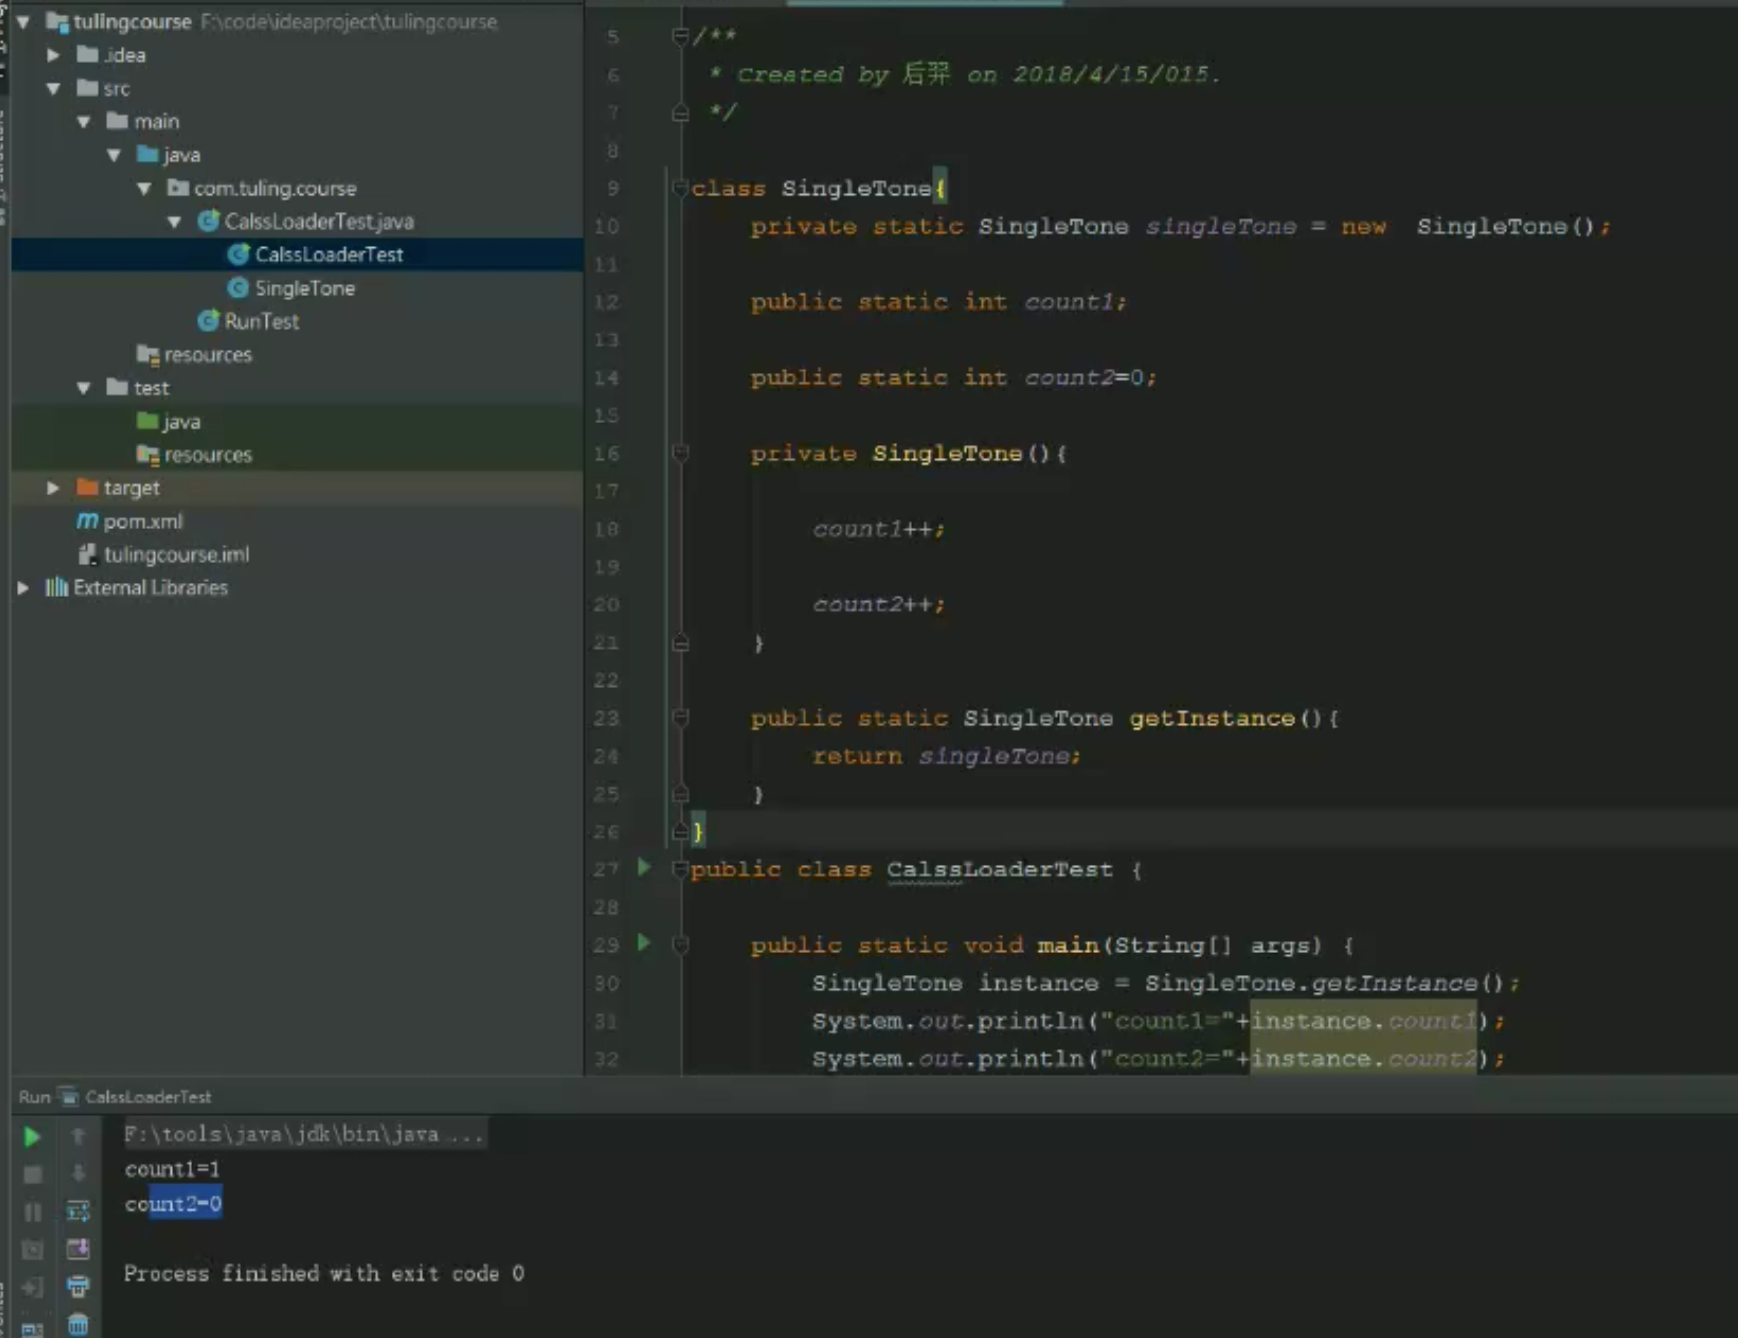 tulingcourse F:\code\ideaproject\tulingcourse
.idea
src
main
java
com.tuling.course
CalssLoaderTest.java
CalssLoaderTest
SingleTone
RunTest
resources
test
java
resources
target
pom.xml
tulingcourse.iml
External Libraries
5 /**
6 * Created by 后羿 on 2018/4/15/015.
7 */
8
9 class SingleTone{
10 private static SingleTone singleTone = new  SingleTone();
11
12 public static int count1;
13
14 public static int count2=0;
15
16 private SingleTone(){
17
18 count1++;
19
20 count2++;
21 }
22
23 public static SingleTone getInstance(){
24 return singleTone;
25 }
26 }
27 public class CalssLoaderTest {
28
29 public static void main(String[] args) {
30 SingleTone instance = SingleTone.getInstance();
31 System.out.println("count1="+instance.count1);
32 System.out.println("count2="+instance.count2);
Run CalssLoaderTest
F:\tools\java\jdk\bin\java ...
count1=1
count2=0
Process finished with exit code 0